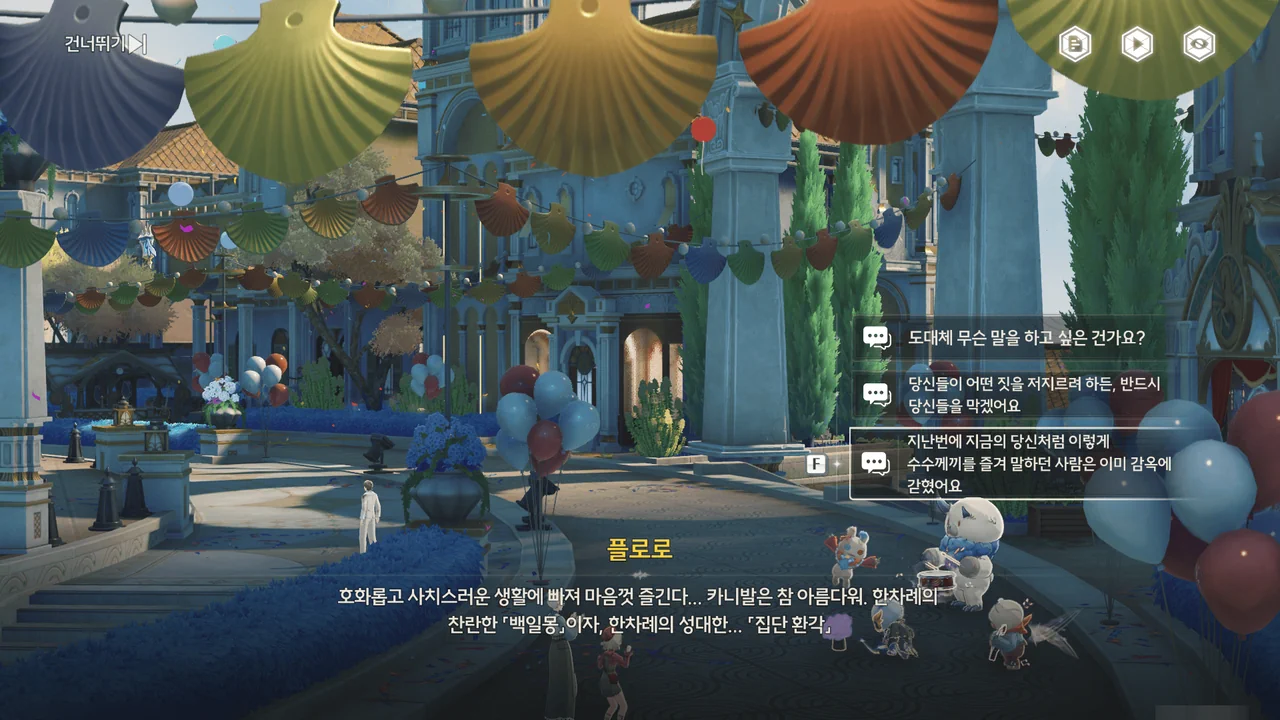 건너뛰기
도대체 무슨 말을 하고 싶은 건가요?
당신들이 어떤 짓을 저지르려 하든, 반드시
당신들을 막겠어요
지난번에 지금의 당신처럼 이렇게
F
수수께끼를 즐겨 말하던 사람은 이미 감옥에
갇혔어요
플로로
호화롭고 사치스러운 생활에 빠져 마음껏 즐긴다... 카니발은 참 아름다워. 한차례의
찬란한 「백일몽」이자, 한차례의 성대한... 「집단 환각」